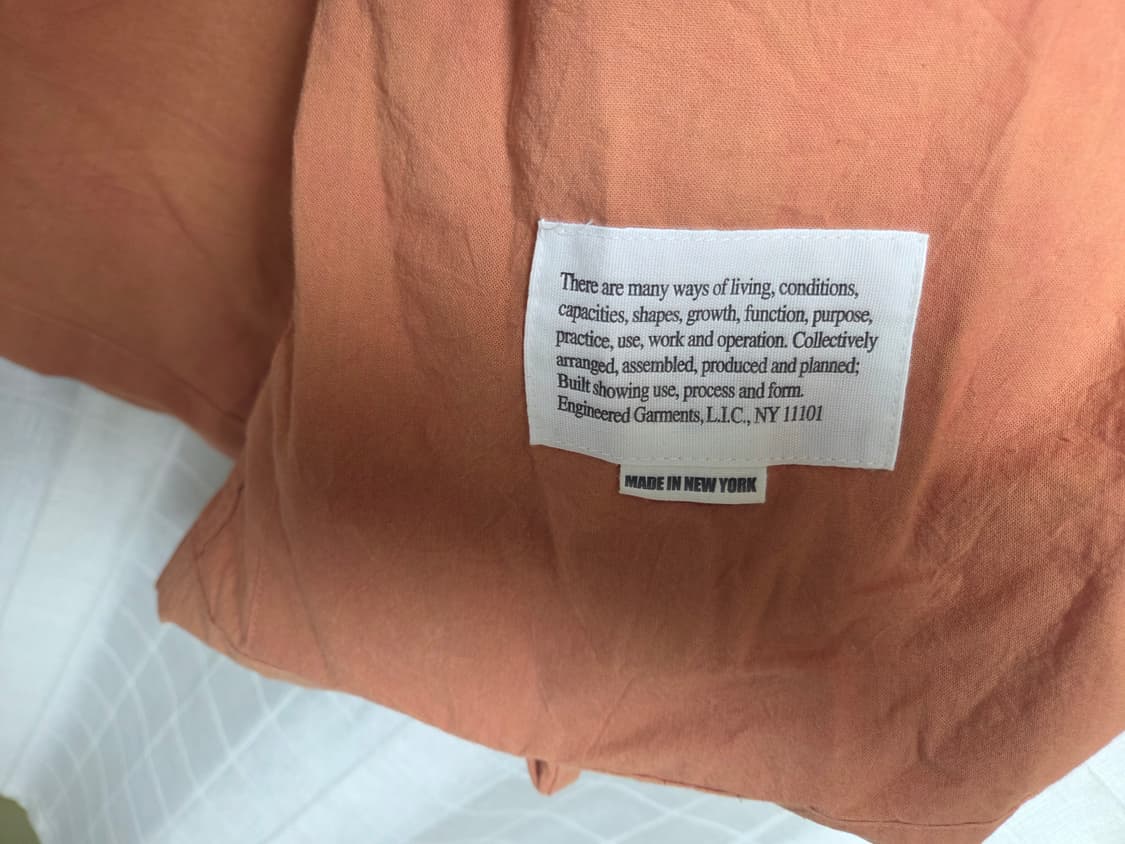 There are many ways of living, conditions,
capacities, shapes, growth, function, purpose,
practice, use, work and operation. Collectively
arranged, assembled, produced and planned;
Built showing use, process and form.
Engineered Garments, L.I.C., NY 11101
MADE IN NEW YORK